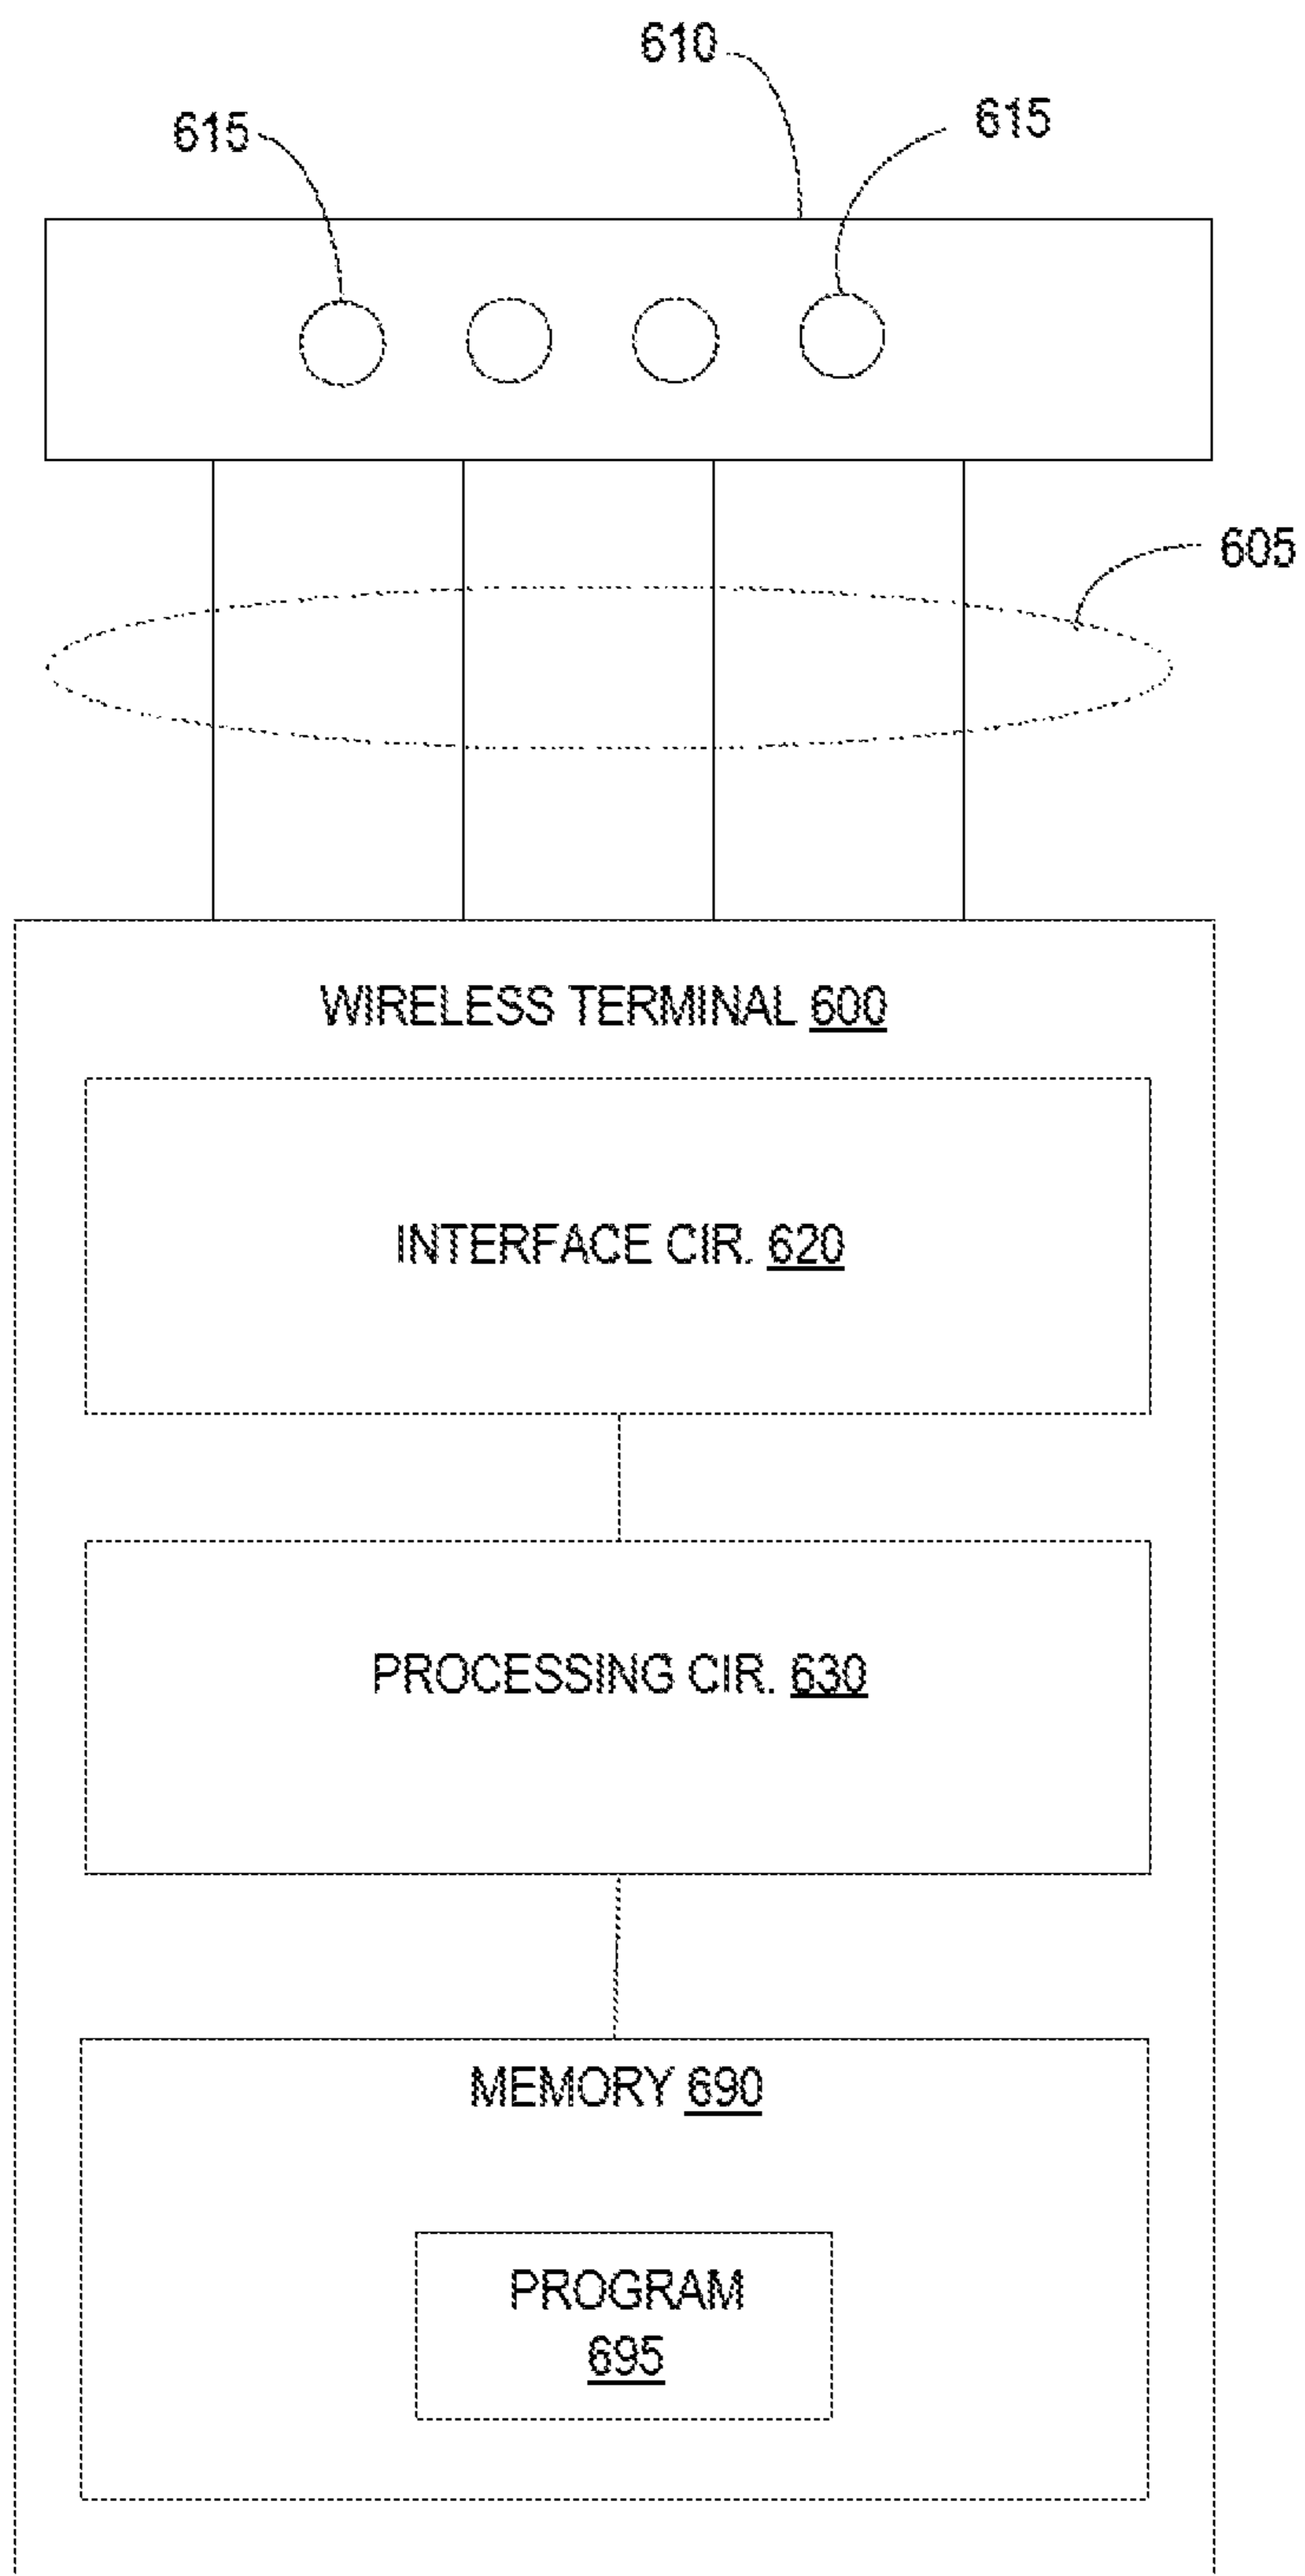 610
615
615
605
WIRELESS TERMINAL 600
INTERFACE CIR. 620
PROCESSING CIR. 630
MEMORY 690
PROGRAM
695